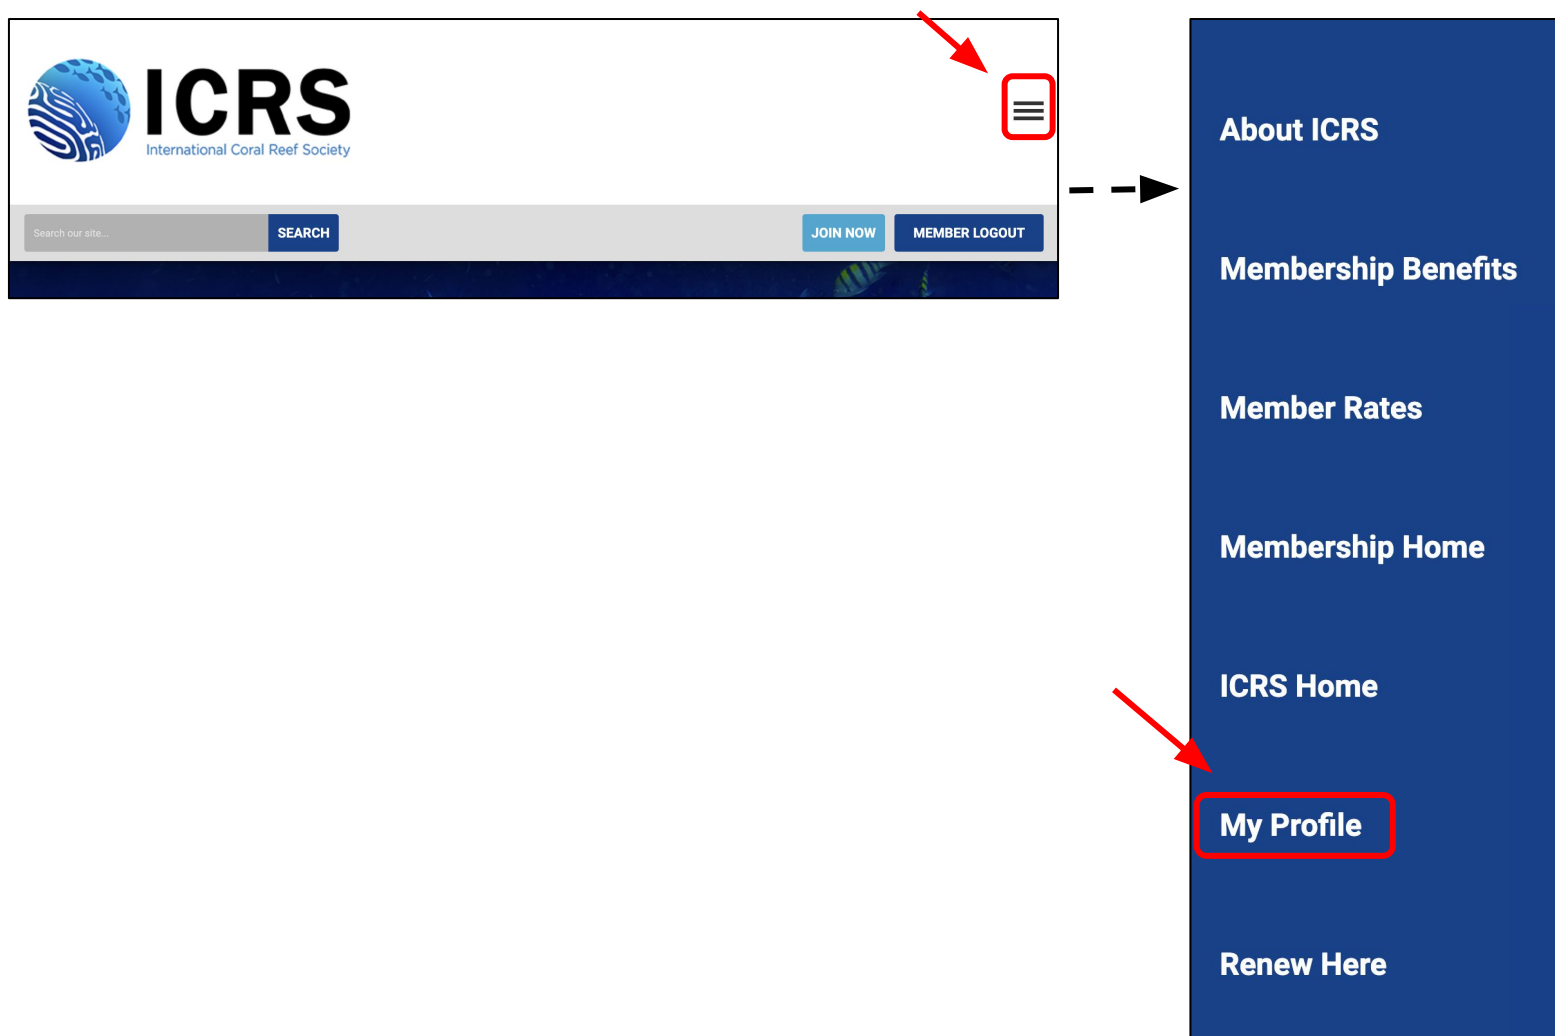 ICRS
International Coral Reef Society
Search our site...
SEARCH
JOIN NOW
MEMBER LOGOUT
About ICRS
Membership Benefits
Member Rates
Membership Home
ICRS Home
My Profile
Renew Here